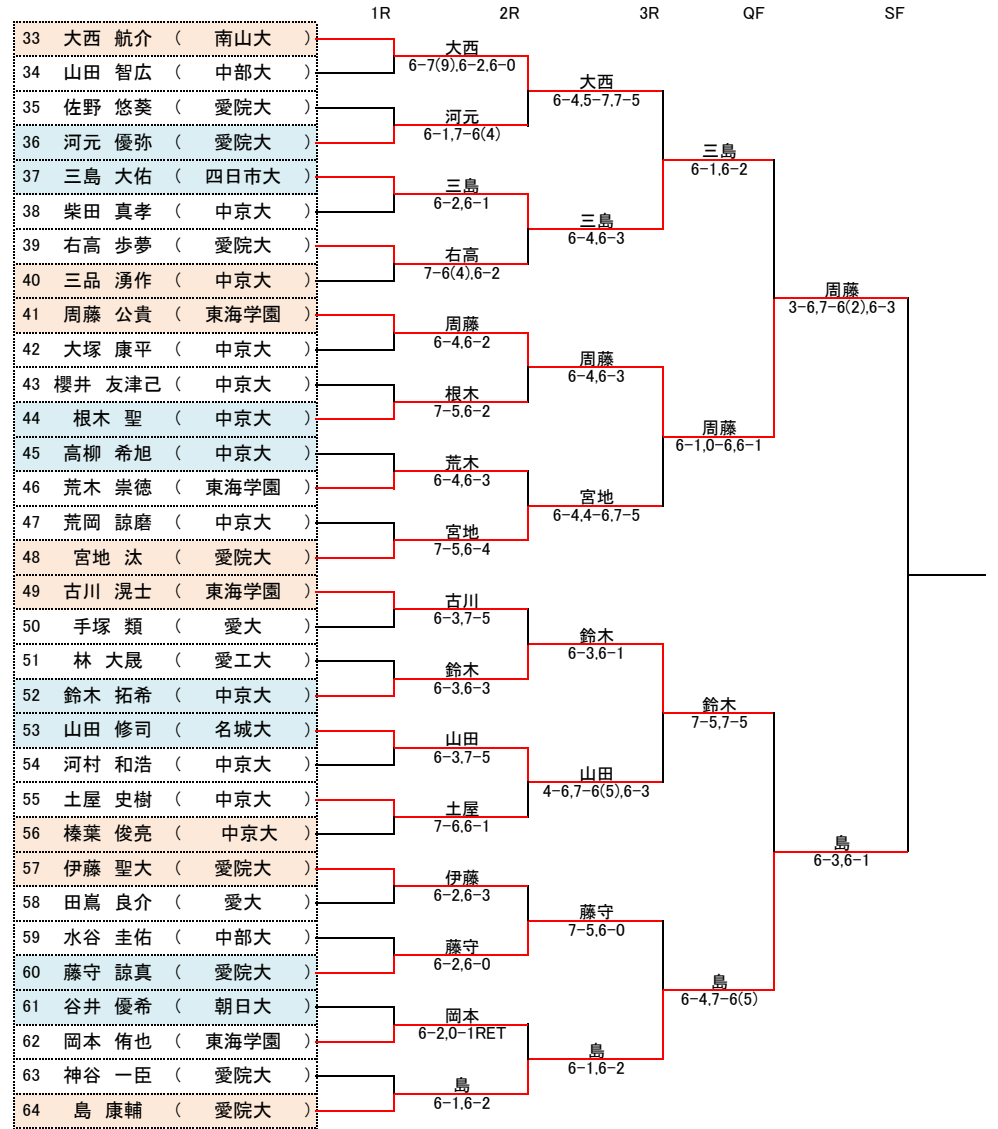 1R 2R 3R QF SF
33 大西 航介 ( 南山大 )
34 山田 智広 ( 中部大 )
35 佐野 悠葵 ( 愛院大 )
36 河元 優弥 ( 愛院大 )
37 三島 大佑 ( 四日市大 )
38 柴田 真孝 ( 中京大 )
39 右高 歩夢 ( 愛院大 )
40 三品 湧作 ( 中京大 )
41 周藤 公貴 ( 東海学園 )
42 大塚 康平 ( 中京大 )
43 櫻井 友津己 ( 中京大 )
44 根木 聖 ( 中京大 )
45 高柳 希旭 ( 中京大 )
46 荒木 崇徳 ( 東海学園 )
47 荒岡 諒磨 ( 中京大 )
48 宮地 汰 ( 愛院大 )
49 古川 滉士 ( 東海学園 )
50 手塚 類 ( 愛大 )
51 林 大晟 ( 愛工大 )
52 鈴木 拓希 ( 中京大 )
53 山田 修司 ( 名城大 )
54 河村 和浩 ( 中京大 )
55 土屋 史樹 ( 中京大 )
56 榛葉 俊亮 ( 中京大 )
57 伊藤 聖大 ( 愛院大 )
58 田嶌 良介 ( 愛大 )
59 水谷 圭佑 ( 中部大 )
60 藤守 諒真 ( 愛院大 )
61 谷井 優希 ( 朝日大 )
62 岡本 侑也 ( 東海学園 )
63 神谷 一臣 ( 愛院大 )
64 島 康輔 ( 愛院大 )
大西
6-7(9),6-2,6-0
河元
6-1,7-6(4)
三島
6-2,6-1
右高
7-6(4),6-2
周藤
6-4,6-2
根木
7-5,6-2
荒木
6-4,6-3
宮地
7-5,6-4
古川
6-3,7-5
鈴木
6-3,6-3
山田
6-3,7-5
土屋
7-6,6-1
伊藤
6-2,6-3
藤守
6-2,6-0
岡本
6-2,0-1RET
島
6-1,6-2
大西
6-4,5-7,7-5
三島
6-4,6-3
周藤
6-4,6-3
宮地
6-4,4-6,7-5
鈴木
6-3,6-1
山田
4-6,7-6(5),6-3
藤守
7-5,6-0
島
6-1,6-2
三島
6-1,6-2
周藤
6-1,0-6,6-1
鈴木
7-5,7-5
島
6-4,7-6(5)
周藤
3-6,7-6(2),6-3
島
6-3,6-1